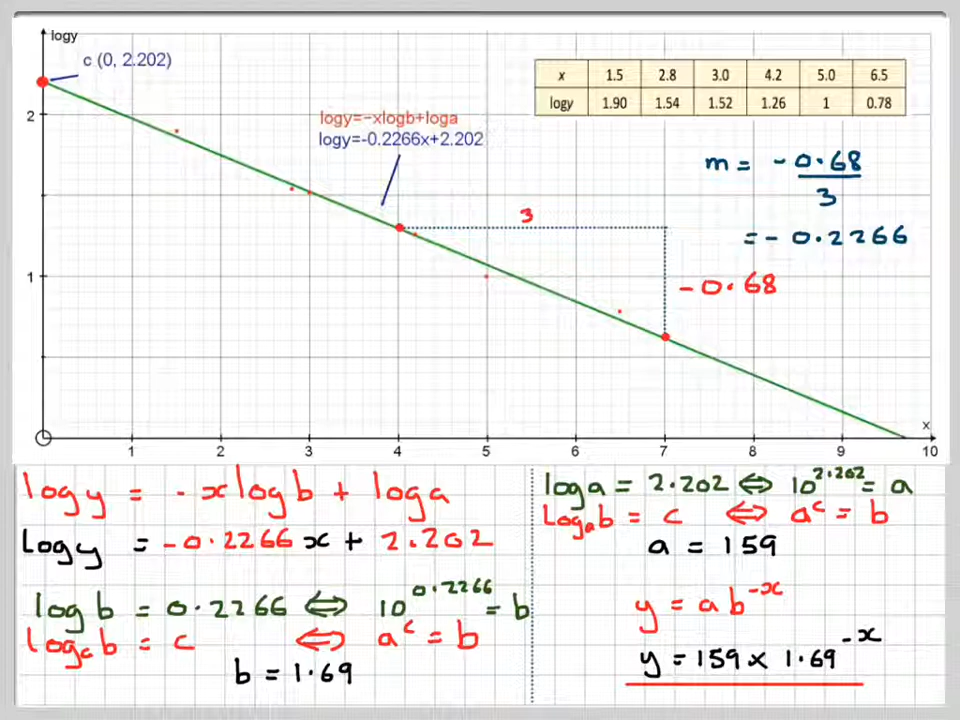 logy
c (0, 2.202)
x 1.5 2.8 3.0 4.2 5.0 6.5
logy 1.90 1.54 1.52 1.26 1 0.78
logy=−xlogb+loga
logy=-0.2266x+2.202
m = -0.68
3
= - 0.2266
3
-0.68
2
1
x
1 2 3 4 5 6 7 8 9 10
log y = -x log b + log a
Log y = -0.2266 x + 2.202
log b = 0.2266 ⇔ 10^0.2266 = b
log_a b = c ⇔ a^c = b
b = 1.69
log a = 2.202 ⇔ 10^2.202 = a
Log_a b = c ⇔ a^c = b
a = 159
y = a b^-x
y = 159 x 1.69^-x